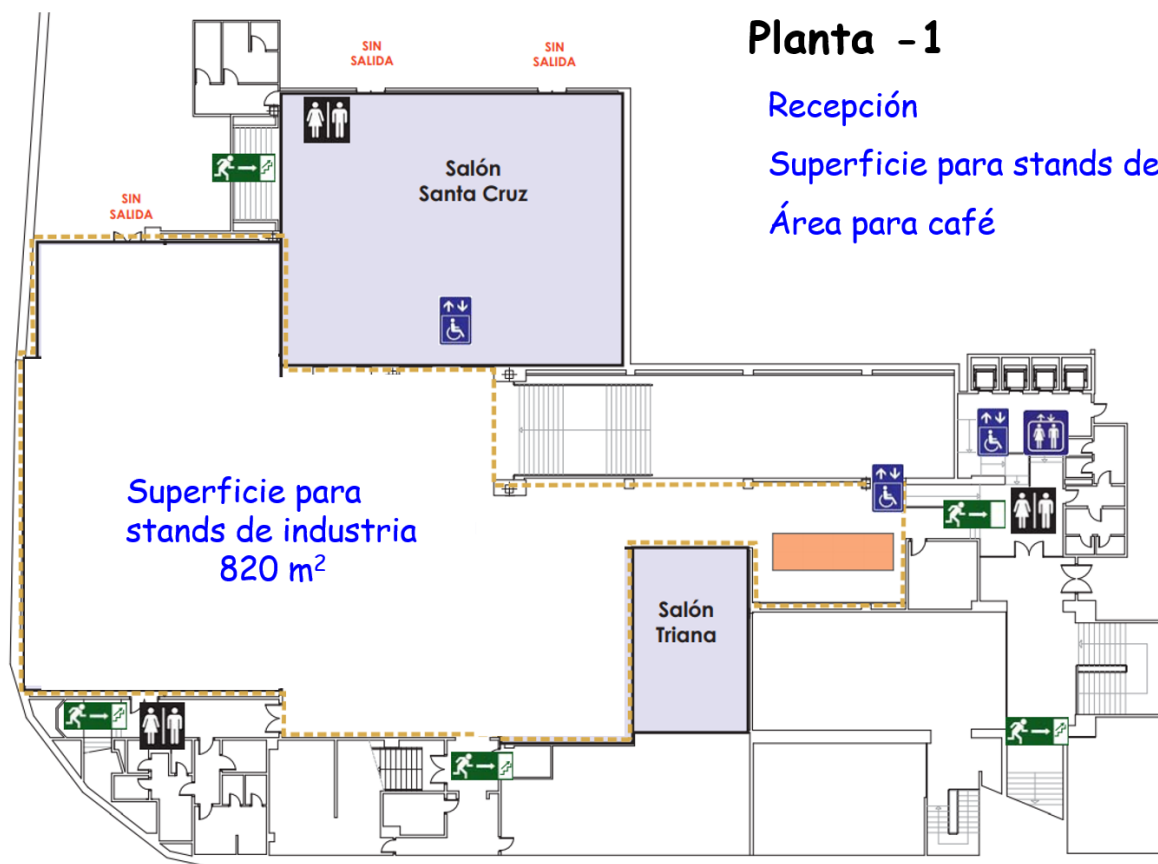 Planta -1
Recepción
Superficie para stands de
Área para café
SIN
SALIDA
SIN
SALIDA
Salón
Santa Cruz
SIN
SALIDA
Superficie para
stands de industria
820 m²
Salón
Triana